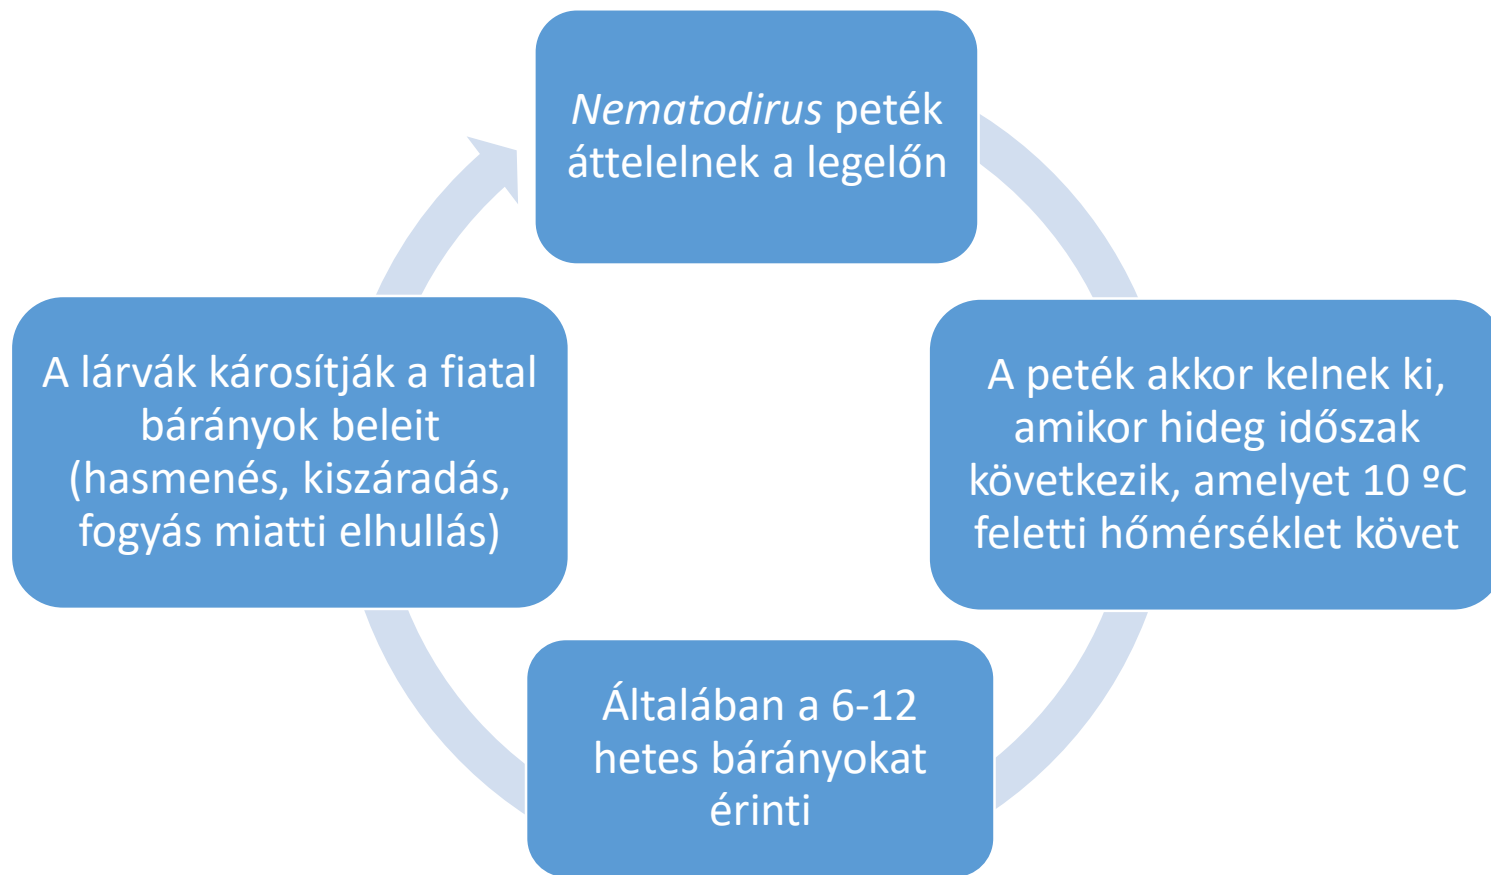 Nematodirus peték
áttelelnek a legelőn
A peték akkor kelnek ki,
amikor hideg időszak
következik, amelyet 10 ºC
feletti hőmérséklet követ
Általában a 6-12
hetes bárányokat
érinti
A lárvák károsítják a fiatal
bárányok beleit
(hasmenés, kiszáradás,
fogyás miatti elhullás)